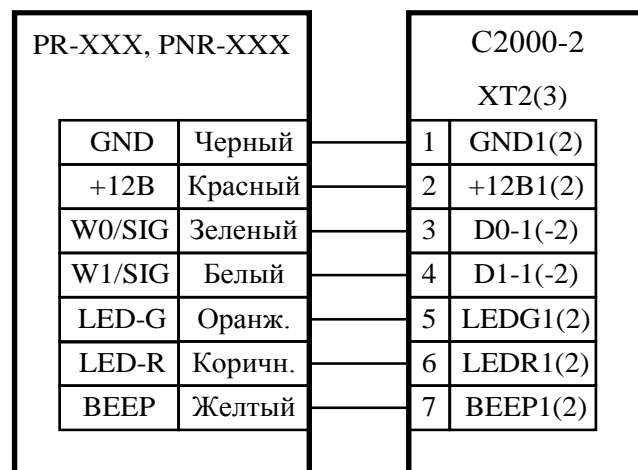 PR-XXX, PNR-XXX C2000-2
XT2(3)
GND Черный 1 GND1(2)
+12В Красный 2 +12В1(2)
W0/SIG Зеленый 3 D0-1(-2)
W1/SIG Белый 4 D1-1(-2)
LED-G Оранж. 5 LEDG1(2)
LED-R Коричн. 6 LEDR1(2)
BEEP Желтый 7 BEEP1(2)